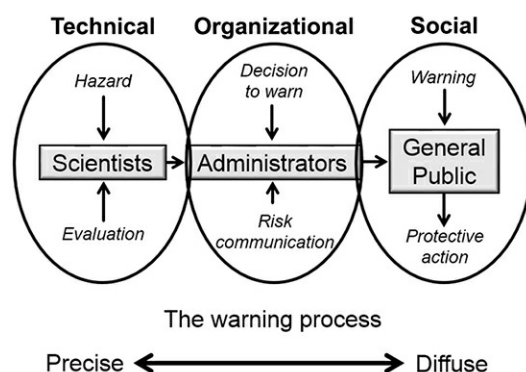 Technical
Organizational
Social
Hazard
Decision
to warn
Warning
Scientists
Administrators
General
Public
Evaluation
Risk
communication
Protective
action
The warning process
Precise
Diffuse